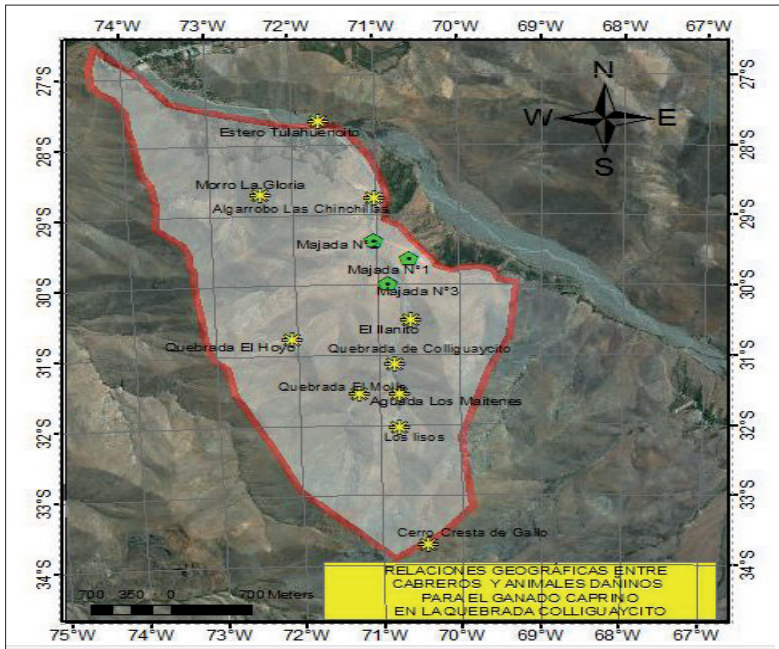 74°W 73°W 72°W 71°W 70°W 69°W 68°W 67°W
27°S 27°S
28°S 28°S
29°S 29°S
30°S 30°S
31°S 31°S
32°S 32°S
33°S 33°S
34°S 34°S
N
W E
S
Estero Tulahuencito
Morro La Gloria
Algarrobo Las Chinchillas
Majada N°
Majada N°1
Majada N°3
El llanito
Quebrada El Hoyo
Quebrada de Colliguaycito
Quebrada El Molle
Aguada Los Maitenes
Los lisos
Cerro Cresta de Gallo
700 350 0 700 Meters
RELACIONES GEOGRÁFICAS ENTRE
CABREROS Y ANIMALES DAÑINOS
PARA EL GANADO CAPRINO
EN LA QUEBRADA COLLIGUAYCITO
75°W 74°W 73°W 72°W 71°W 70°W 69°W 68°W 67°W